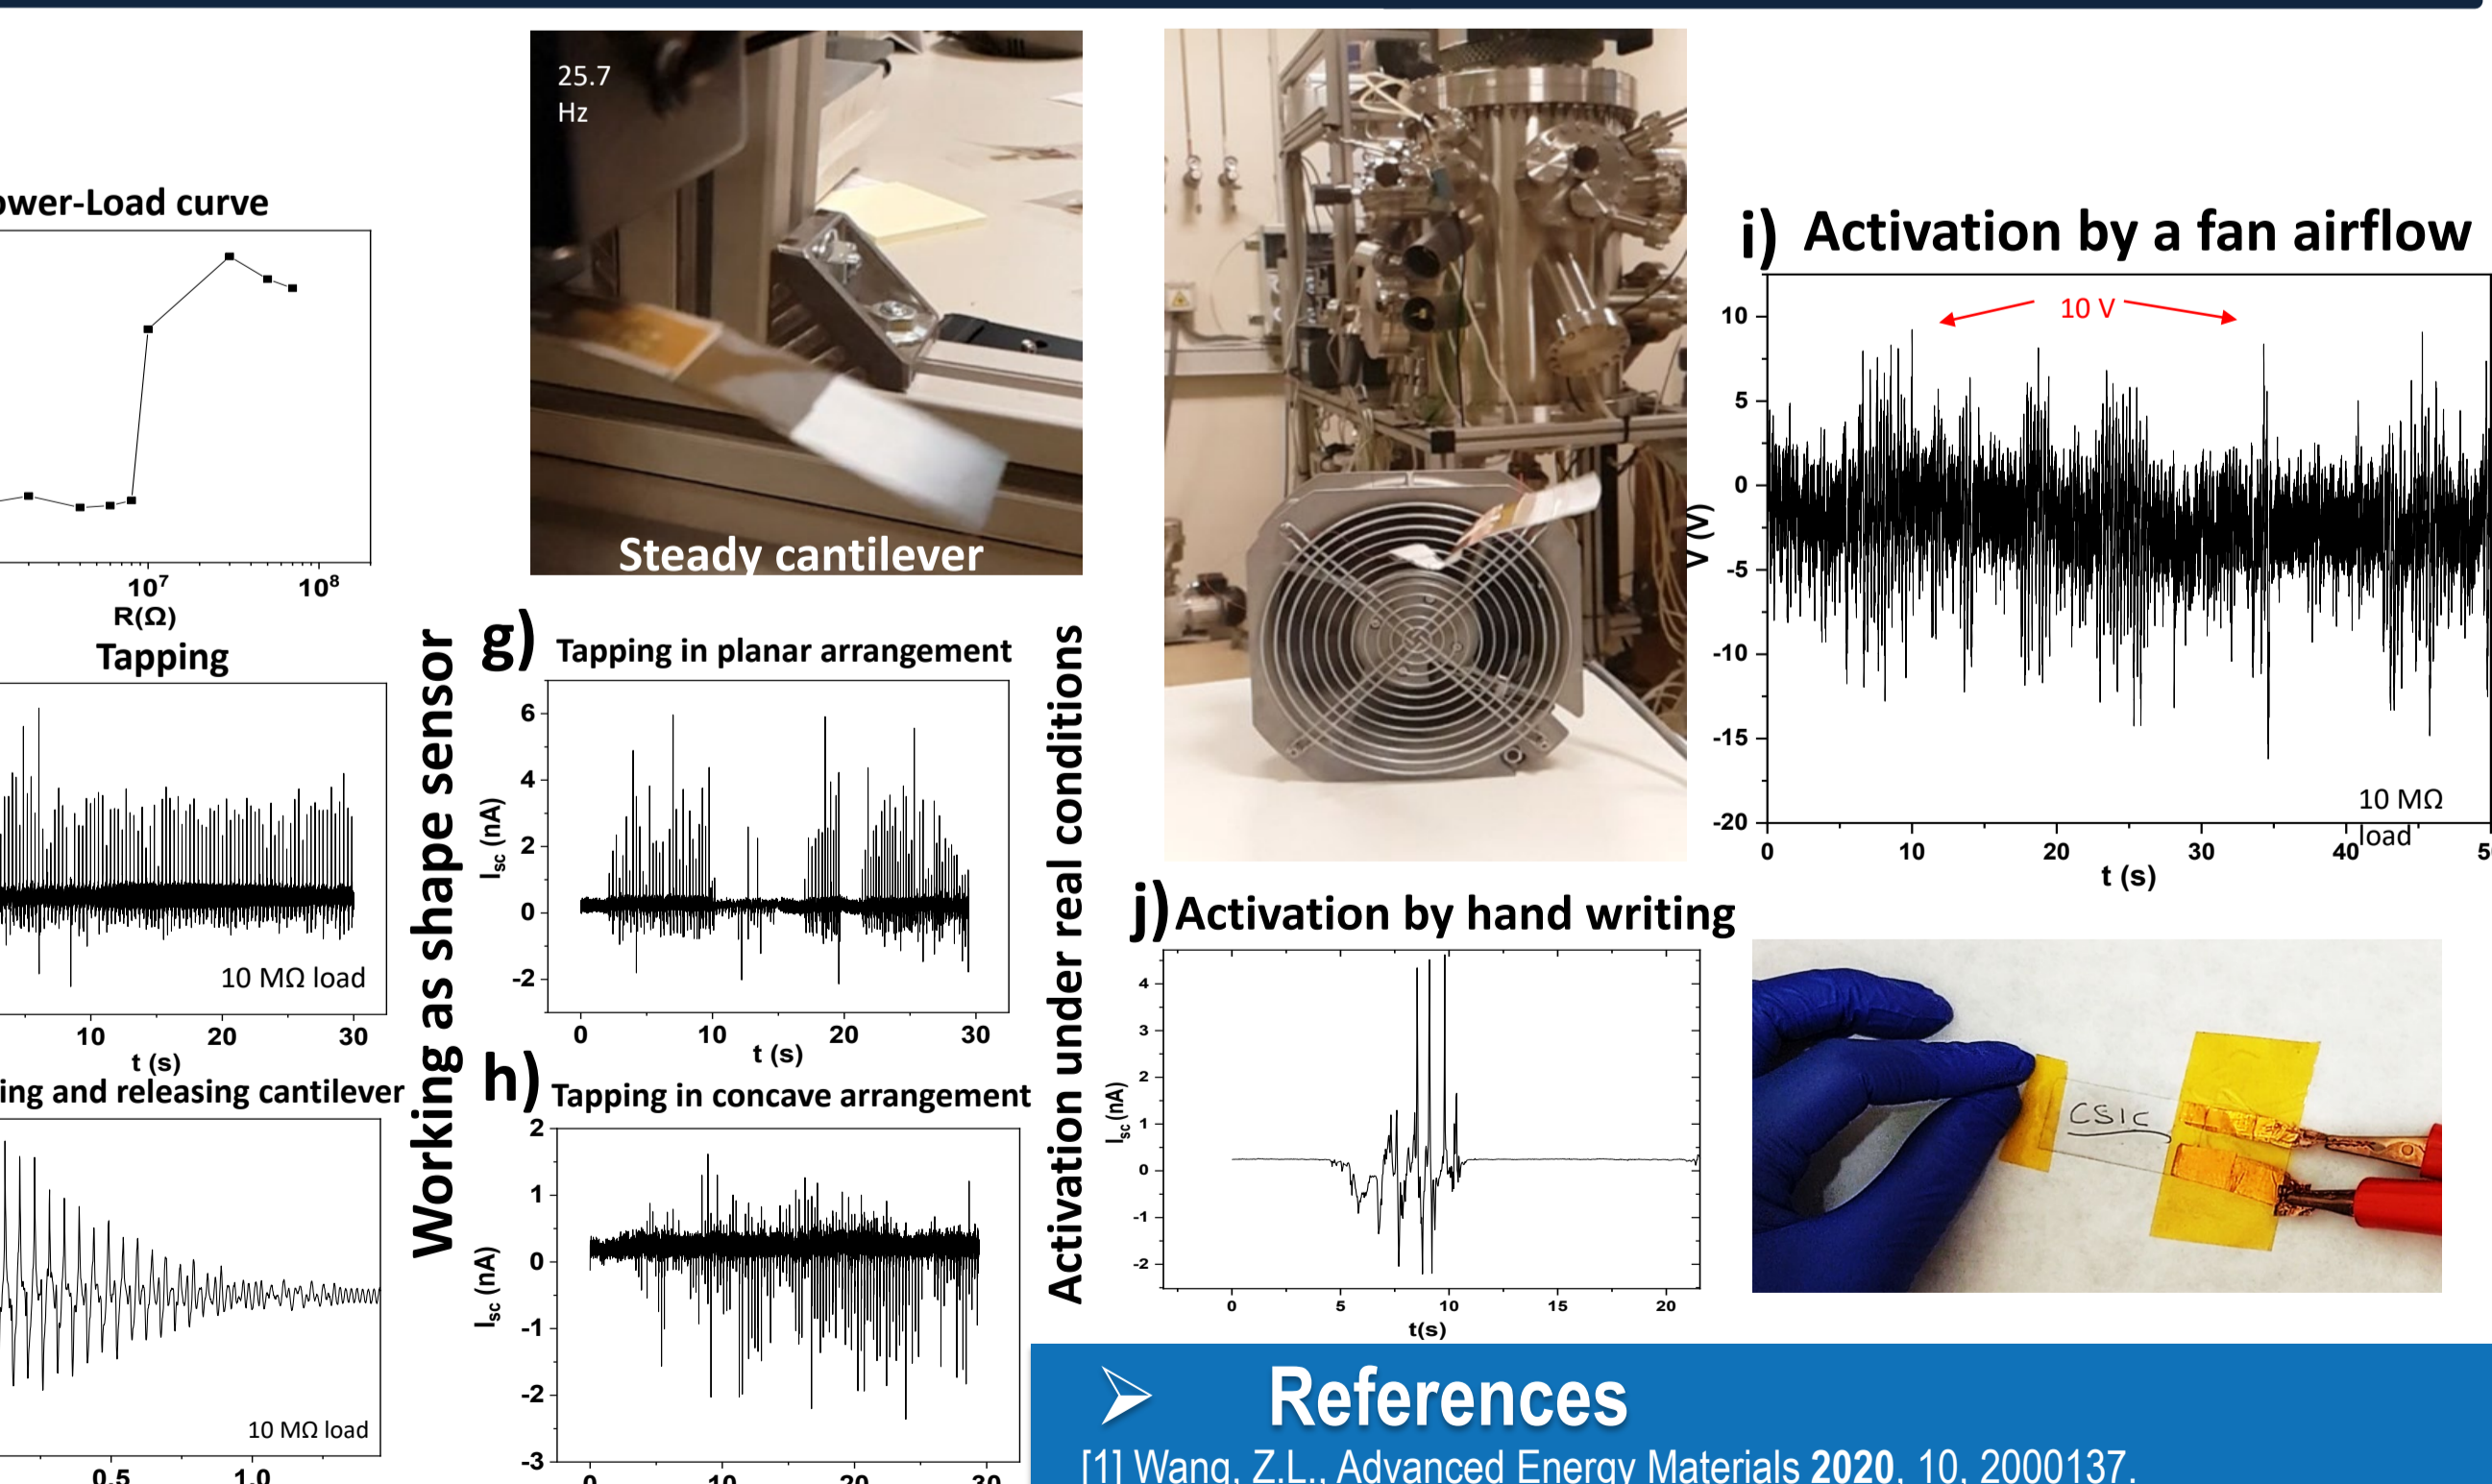 25.7
Hz
Steady cantilever
ower-Load curve
10⁷
10⁸
R(Ω)
Tapping
10 MΩ load
10
20
30
t (s)
ing and releasing cantilever
10 MΩ load
0.5
1.0
Working as shape sensor
g) Tapping in planar arrangement
6
4
2
0
-2
Isc (nA)
0
10
20
30
t (s)
h) Tapping in concave arrangement
2
1
0
-1
-2
-3
Isc (nA)
0
10
20
30
Activation under real conditions
i) Activation by a fan airflow
10 V
10
5
0
-5
-10
-15
-20
V (V)
10 MΩ
load
0
10
20
30
40
5
t (s)
j) Activation by hand writing
4
3
2
1
0
-1
-2
Isc (nA)
0
5
10
15
20
t(s)
CSIC
References
[1] Wang, Z.L., Advanced Energy Materials 2020, 10, 2000137.